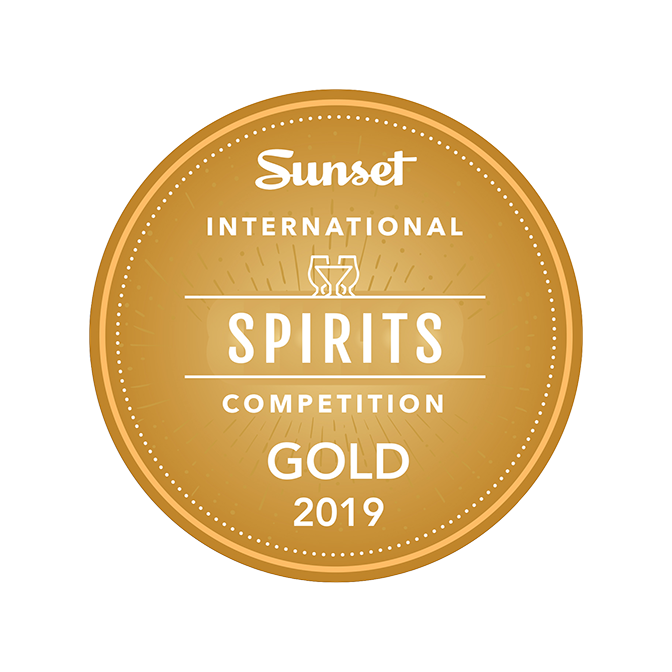 Sunset
INTERNATIONAL
SPIRITS
COMPETITION
GOLD
2019